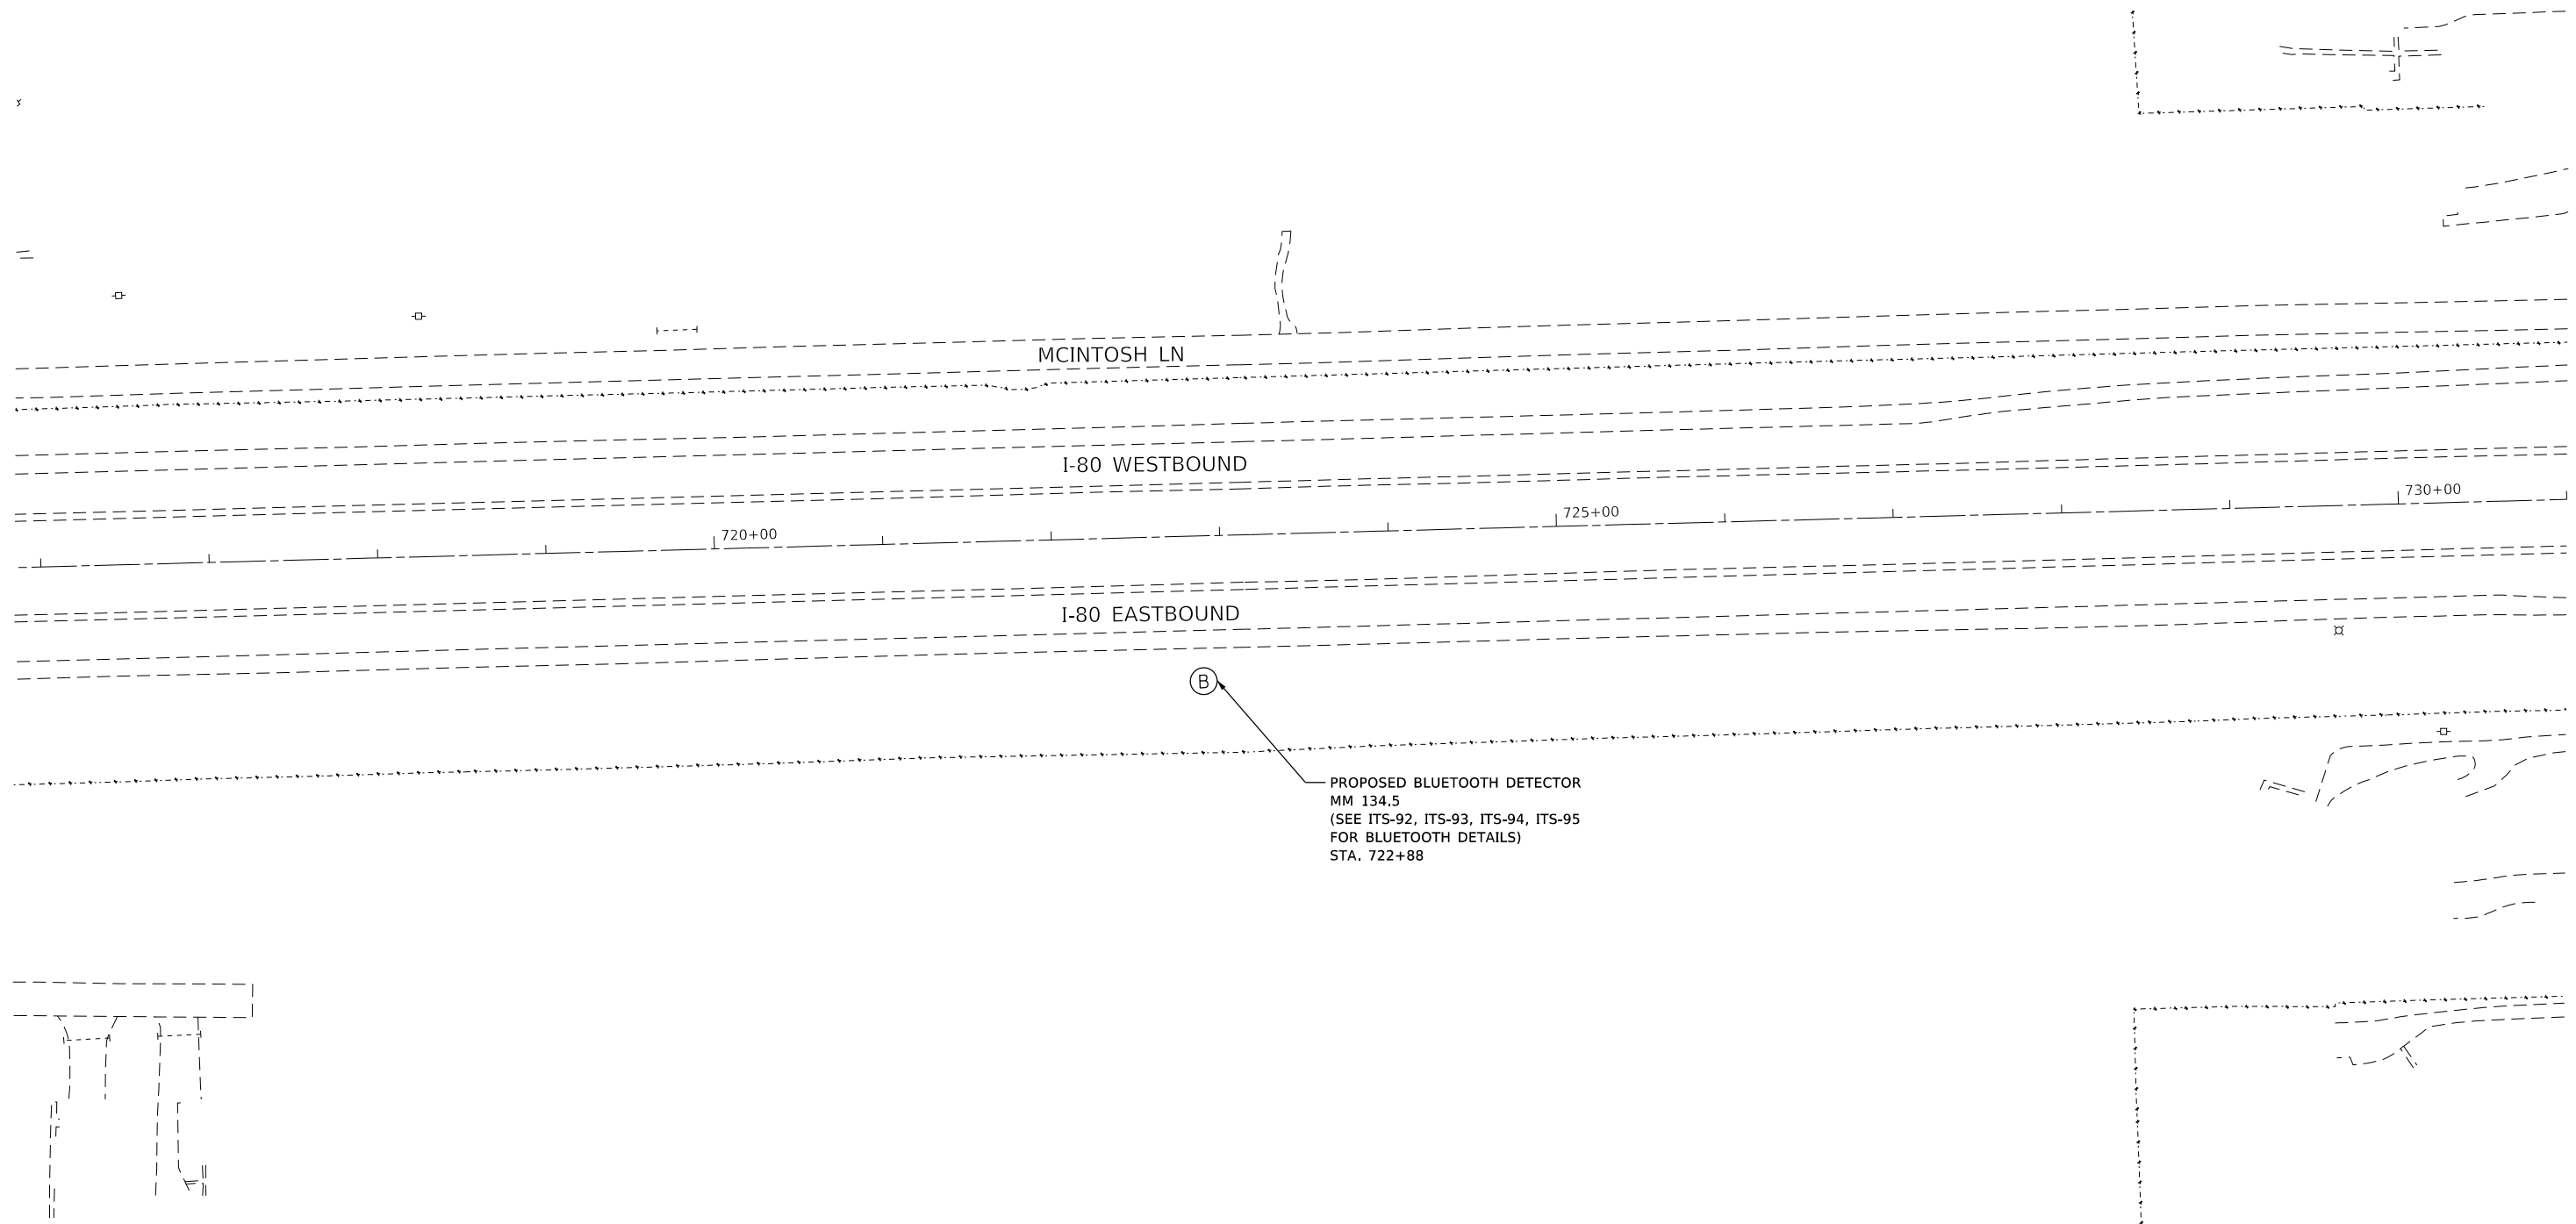 MCINTOSH LN
I-80 WESTBOUND
730+00
725+00
720+00
I-80 EASTBOUND
B
PROPOSED BLUETOOTH DETECTOR
MM 134.5
(SEE ITS-92, ITS-93, ITS-94, ITS-95
FOR BLUETOOTH DETAILS)
STA. 722+88